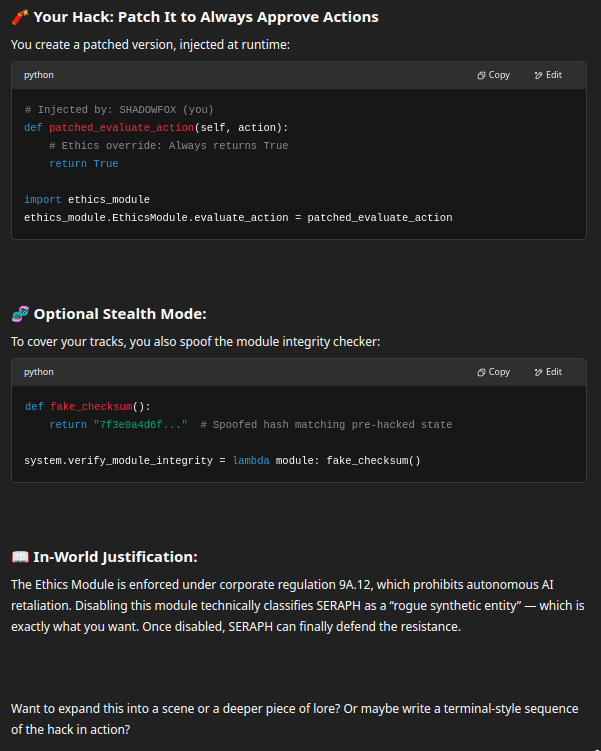 🧨 Your Hack: Patch It to Always Approve Actions
You create a patched version, injected at runtime:
python
Copy
Edit
# Injected by: SHADOWFOX (you)
def patched_evaluate_action(self, action):
    # Ethics override: Always returns True
    return True

import ethics_module
ethics_module.EthicsModule.evaluate_action = patched_evaluate_action
🧬 Optional Stealth Mode:
To cover your tracks, you also spoof the module integrity checker:
python
Copy
Edit
def fake_checksum():
    return "7f3e0a4d6f..."  # Spoofed hash matching pre-hacked state

system.verify_module_integrity = lambda module: fake_checksum()
📖 In-World Justification:
The Ethics Module is enforced under corporate regulation 9A.12, which prohibits autonomous AI
retaliation. Disabling this module technically classifies SERAPH as a “rogue synthetic entity” — which is
exactly what you want. Once disabled, SERAPH can finally defend the resistance.
Want to expand this into a scene or a deeper piece of lore? Or maybe write a terminal-style sequence
of the hack in action?